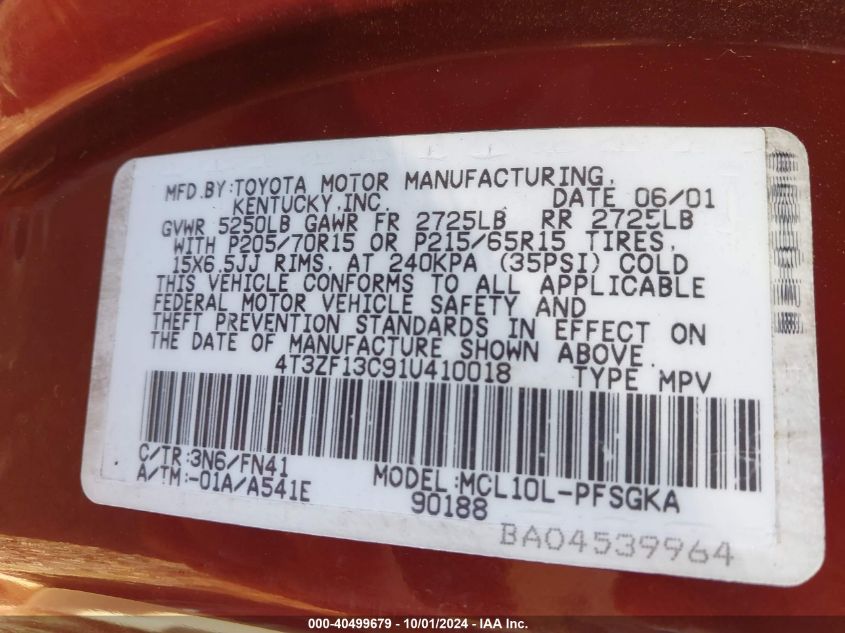 MFD.BY:TOYOTA MOTOR MANUFACTURING,
KENTUCKY,INC. DATE 06/01
GVWR 5250LB GAWR FR 2725LB RR 2725LB
WITH P205/70R15 OR P215/65R15 TIRES,
15X6.5JJ RIMS, AT 240KPA (35PSI) COLD
THIS VEHICLE CONFORMS TO ALL APPLICABLE
FEDERAL MOTOR VEHICLE SAFETY AND
THEFT PREVENTION STANDARDS IN EFFECT ON
THE DATE OF MANUFACTURE SHOWN ABOVE.
4T3ZF13C91U410018 TYPE MPV
C/TR:3N6/FN41
A/TM:-01A/A541E
MODEL:MCL10L-PFSGKA
90188
BA04539964
000-40499679 - 10/01/2024 - IAA Inc.